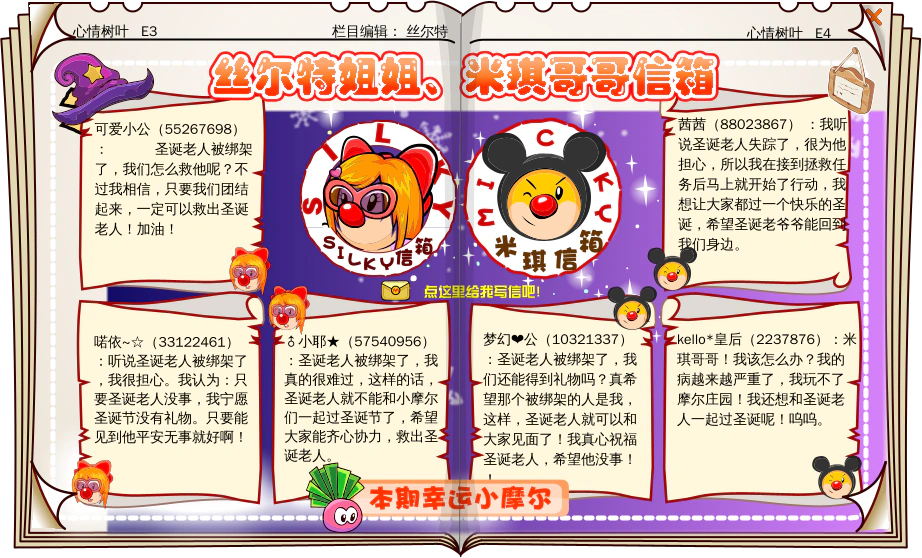 心情树叶 E3
栏目编辑： 丝尔特
心情树叶 E4
丝尔特姐姐、米琪哥哥信箱
可爱小公（55267698）
： 圣诞老人被绑架
了，我们怎么救他呢？不
过我相信，只要我们团结
起来，一定可以救出圣诞
老人！加油！
SILKY
SILKY信箱
MICKY
米琪信箱
点这里给我写信吧！
茜茜（88023867）：我听
说圣诞老人失踪了，很为他
担心，所以我在接到拯救任
务后马上就开始了行动，我
想让大家都过一个快乐的圣
诞，希望圣诞老爷爷能回到
我们身边。
喏依~☆（33122461）
：听说圣诞老人被绑架了
，我很担心。我认为：只
要圣诞老人没事，我宁愿
圣诞节没有礼物。只要能
见到他平安无事就好啊！
♁小耶★（57540956）
：圣诞老人被绑架了，我
真的很难过，这样的话，
圣诞老人就不能和小摩尔
们一起过圣诞节了，希望
大家能齐心协力，救出圣
诞老人。
梦幻❤公（10321337）
：圣诞老人被绑架了，我
们还能得到礼物吗？真希
望那个被绑架的人是我，
这样，圣诞老人就可以和
大家见面了！我真心祝福
圣诞老人，希望他没事！
！
kello*皇后（2237876）：米
琪哥哥！我该怎么办？我的
病越来越严重了，我玩不了
摩尔庄园！我还想和圣诞老
人一起过圣诞呢！呜呜。
本期幸运小摩尔